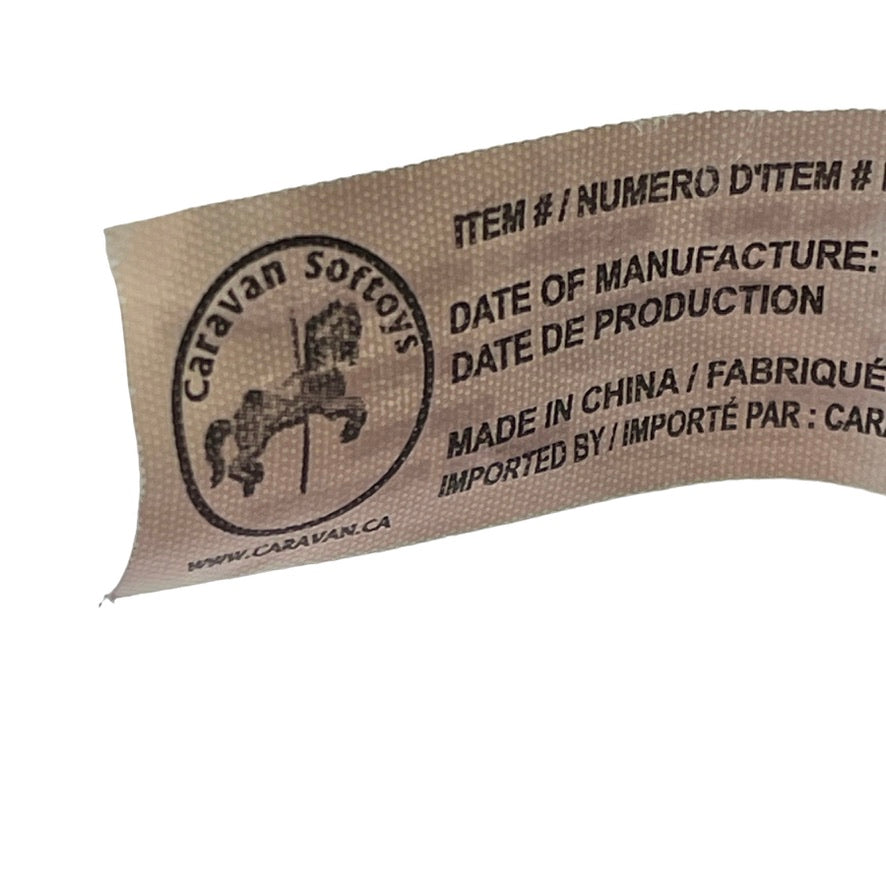 Caravan Softoys
WWW.CARAVAN.CA
ITEM # / NUMERO D'ITEM #
DATE OF MANUFACTURE:
DATE DE PRODUCTION
MADE IN CHINA / FABRIQUÉ
IMPORTED BY / IMPORTÉ PAR : CARA